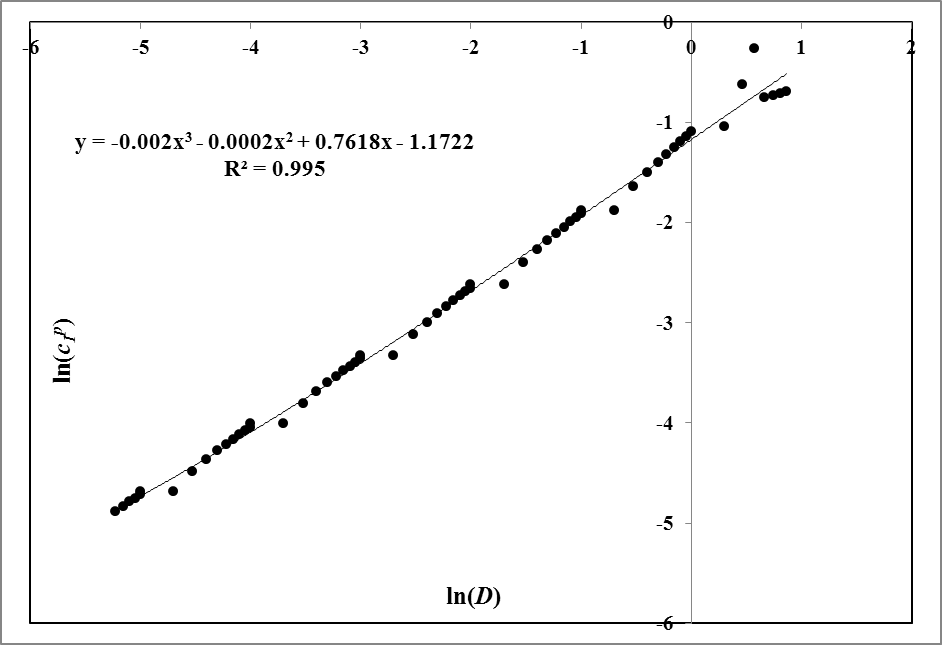 -0
-6 -5 -4 -3 -2 -1 0 1 2
-1
y = -0.002x³ - 0.0002x² + 0.7618x - 1.1722
R² = 0.995
-2
-3
ln(c₁ᵖ)
-4
-5
ln(D)
-6